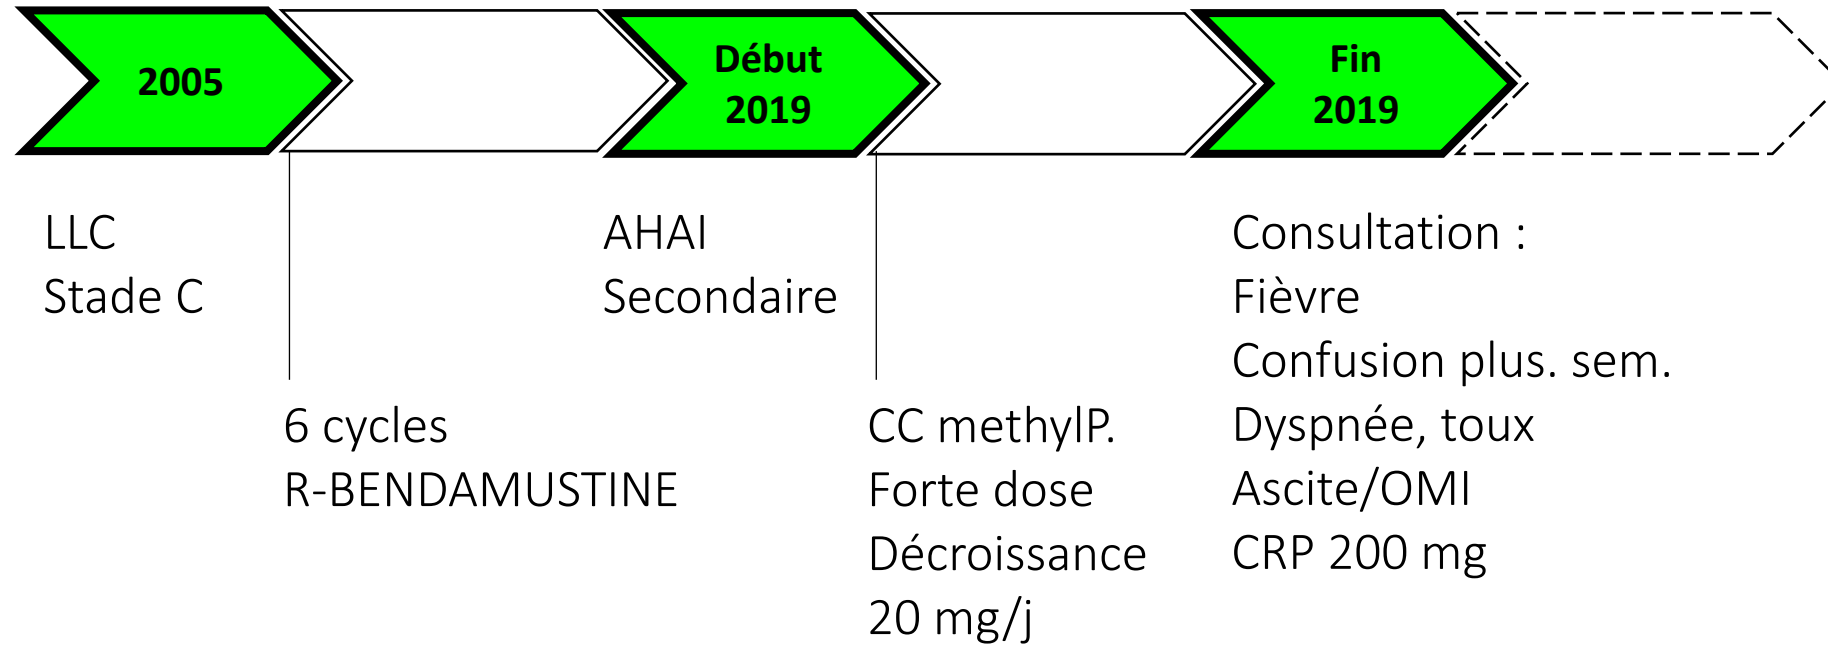 2005
Début
2019
Fin
2019
LLC
Stade C
6 cycles
R-BENDAMUSTINE
AHAI
Secondaire
CC methylP.
Forte dose
Décroissance
20 mg/j
Consultation :
Fièvre
Confusion plus. sem.
Dyspnée, toux
Ascite/OMI
CRP 200 mg